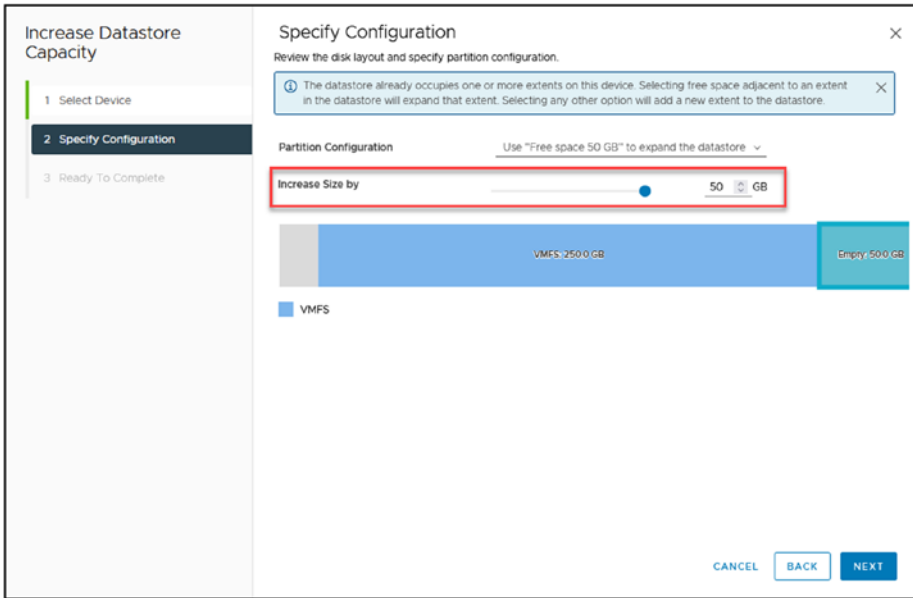 Increase Datastore
Capacity
1 Select Device
2 Specify Configuration
3 Ready To Complete
Specify Configuration
Review the disk layout and specify partition configuration.
The datastore already occupies one or more extents on this device. Selecting free space adjacent to an extent
in the datastore will expand that extent. Selecting any other option will add a new extent to the datastore.
Partition Configuration Use "Free space 50 GB" to expand the datastore
Increase Size by 50 GB
VMFS: 250.0 GB Empry: 50.0 GB
VMFS
CANCEL BACK NEXT